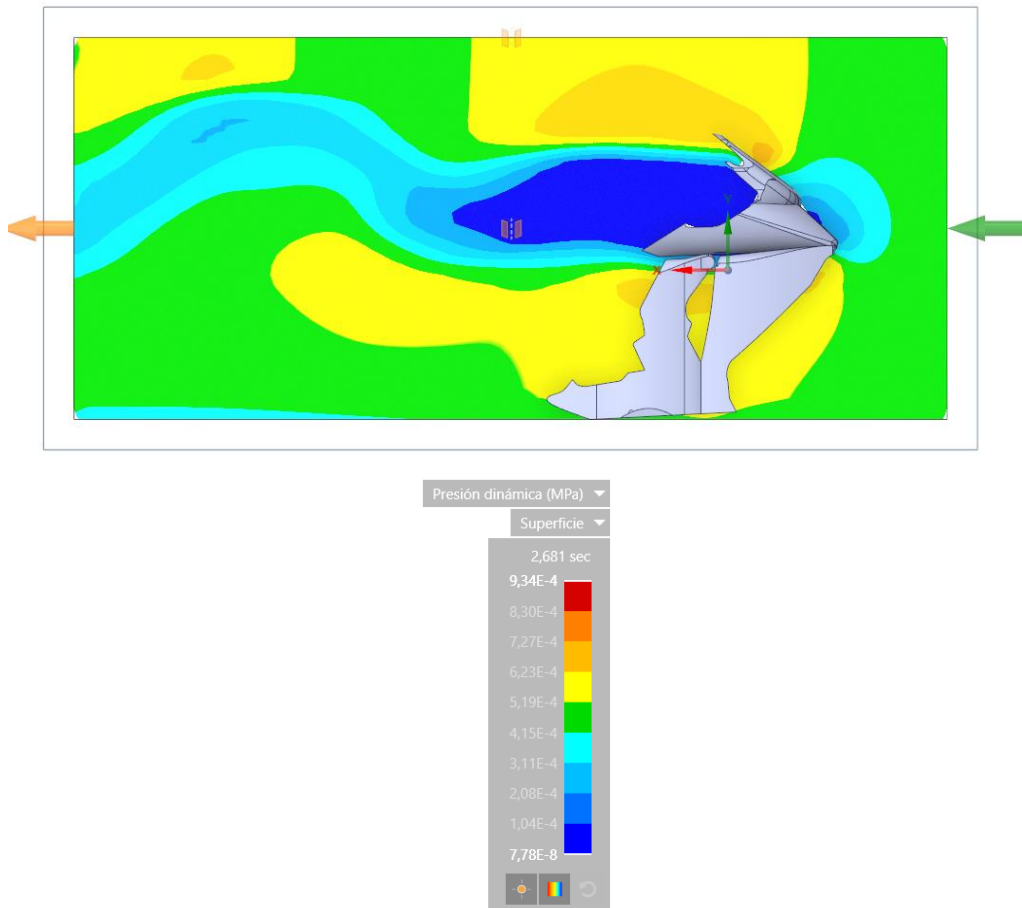 Y
X
Presión dinámica (MPa)
Superficie
2,681 sec
9,34E-4
8,30E-4
7,27E-4
6,23E-4
5,19E-4
4,15E-4
3,11E-4
2,08E-4
1,04E-4
7,78E-8